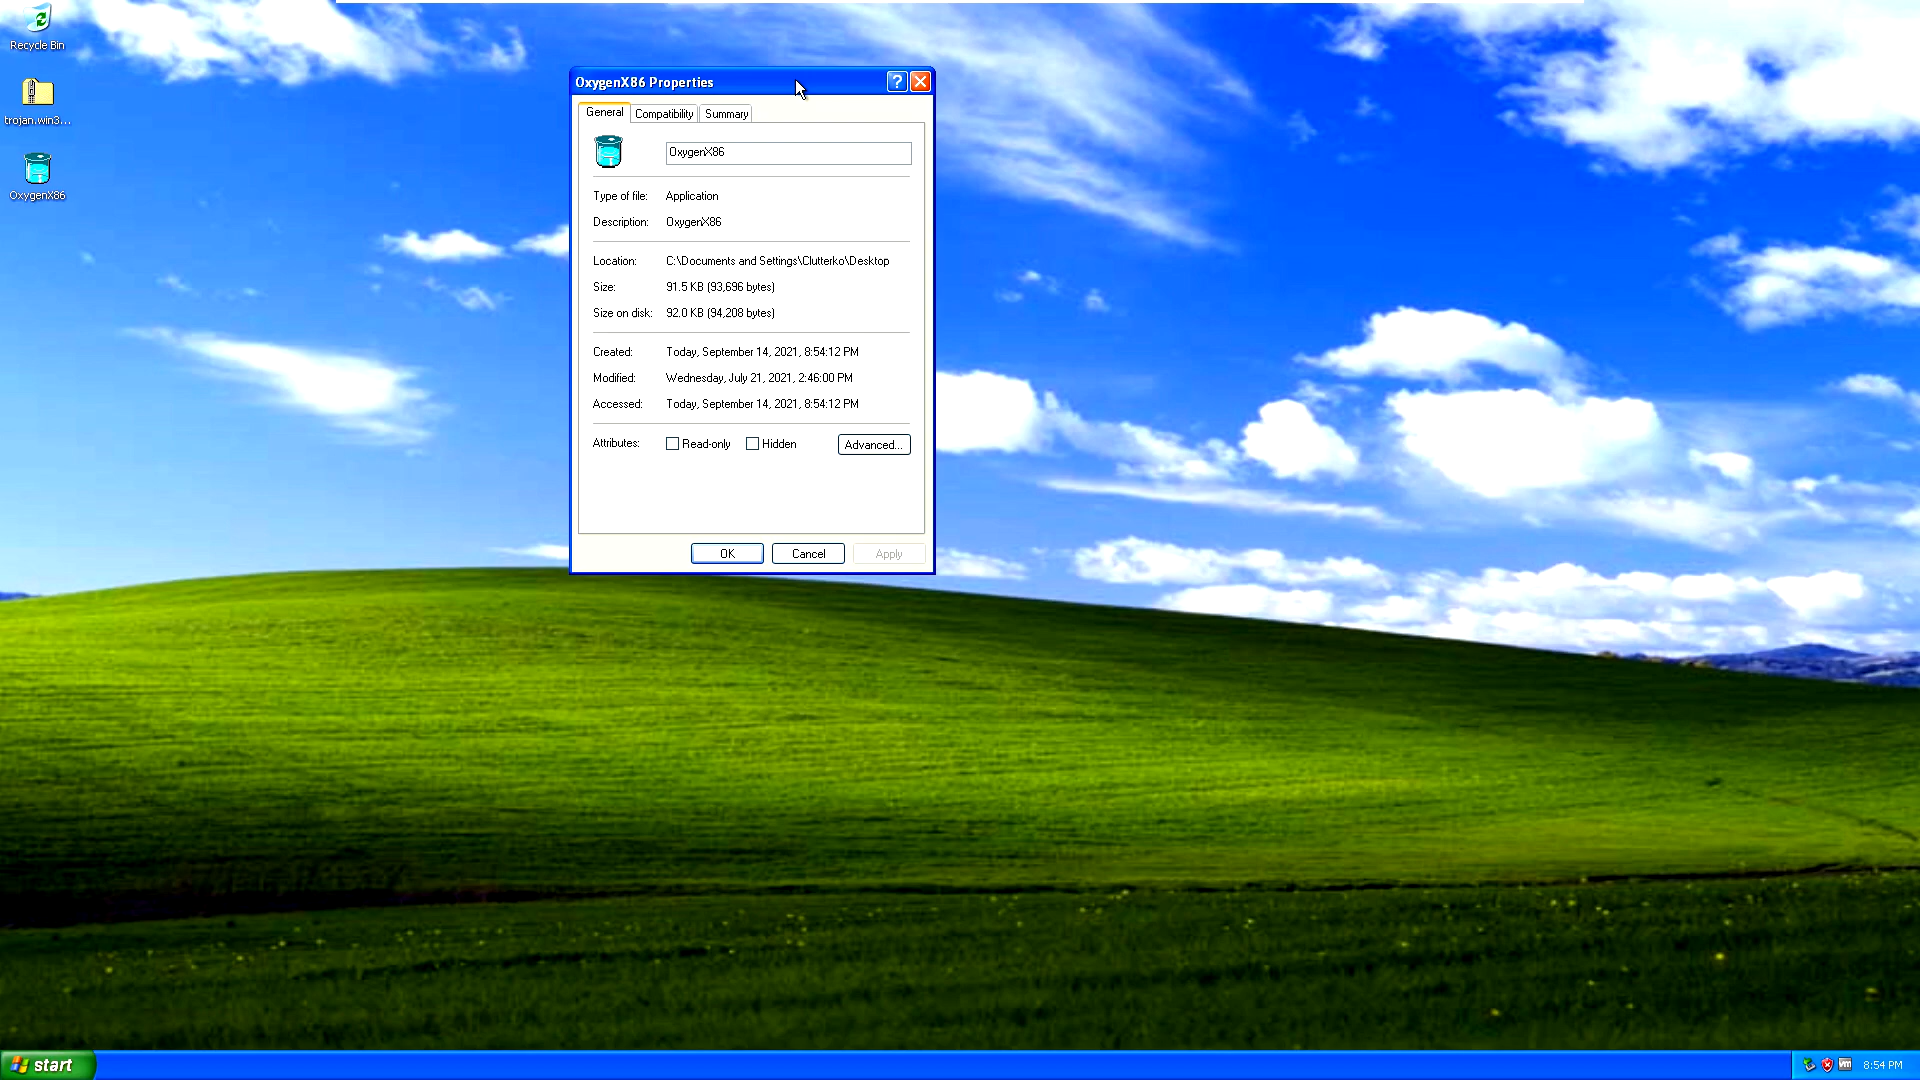 Recycle Bin
trojan.win3...
OxygenX86
OxygenX86 Properties
General
Compatibility
Summary
OxygenX86
Type of file: Application
Description: OxygenX86
Location: C:\Documents and Settings\Clutterko\Desktop
Size: 91.5 KB (93,696 bytes)
Size on disk: 92.0 KB (94,208 bytes)
Created: Today, September 14, 2021, 8:54:12 PM
Modified: Wednesday, July 21, 2021, 2:46:00 PM
Accessed: Today, September 14, 2021, 8:54:12 PM
Attributes: Read-only Hidden Advanced...
OK Cancel Apply
start
vm
8:54 PM